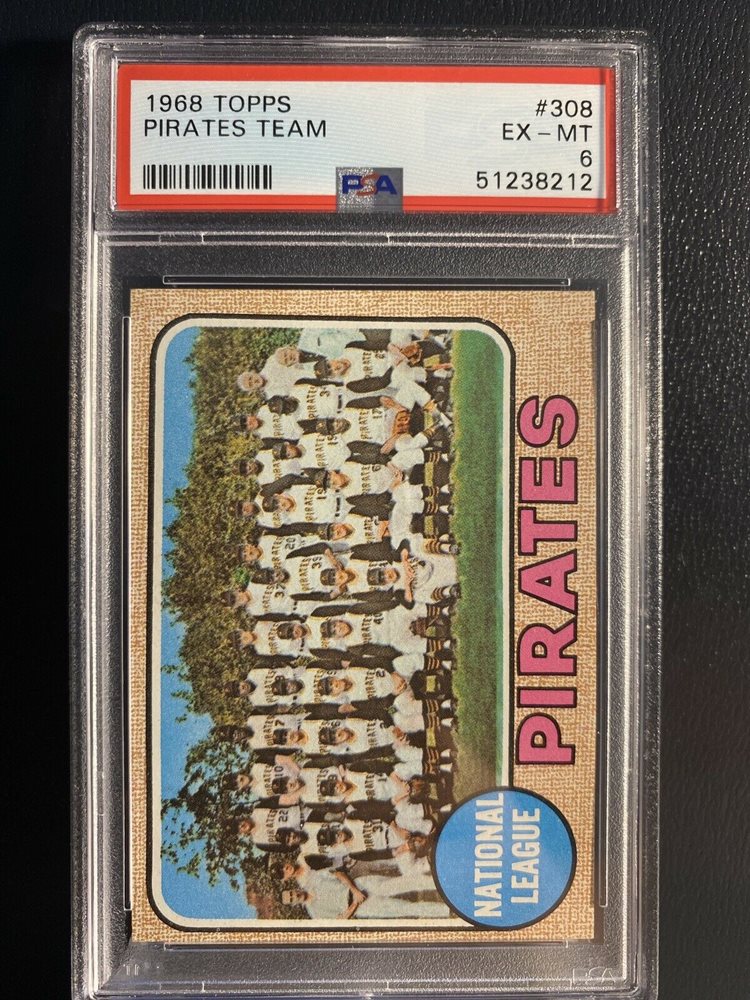 1968 TOPPS #308
PIRATES TEAM EX – MT
6
PSA 51238212
PIRATES
NATIONAL
LEAGUE